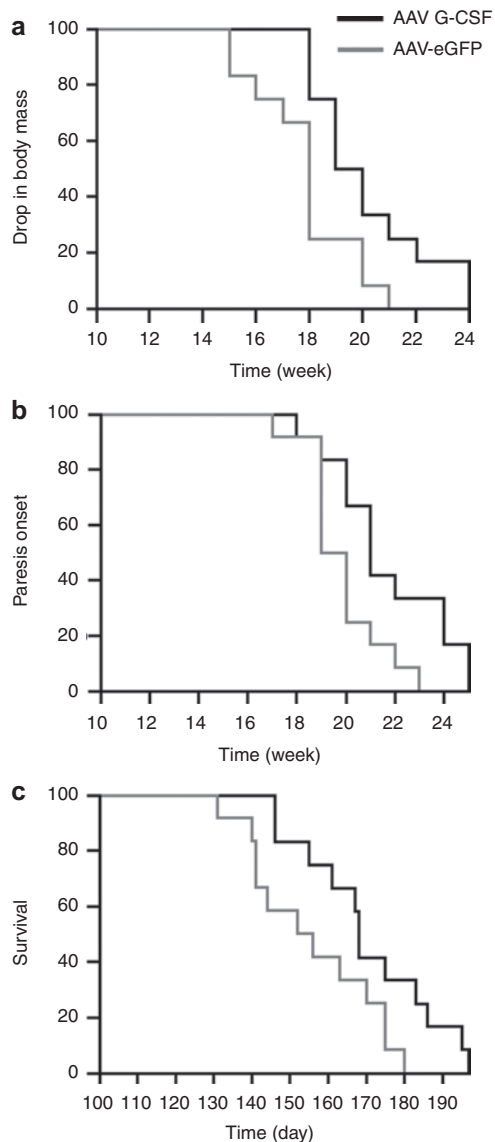 a
AAV G-CSF
AAV-eGFP
Drop in body mass
100
80
60
40
20
0
10 12 14 16 18 20 22 24
Time (week)
b
Paresis onset
100
80
60
40
20
0
10 12 14 16 18 20 22 24
Time (week)
c
Survival
100
80
60
40
20
0
100 110 120 130 140 150 160 170 180 190
Time (day)